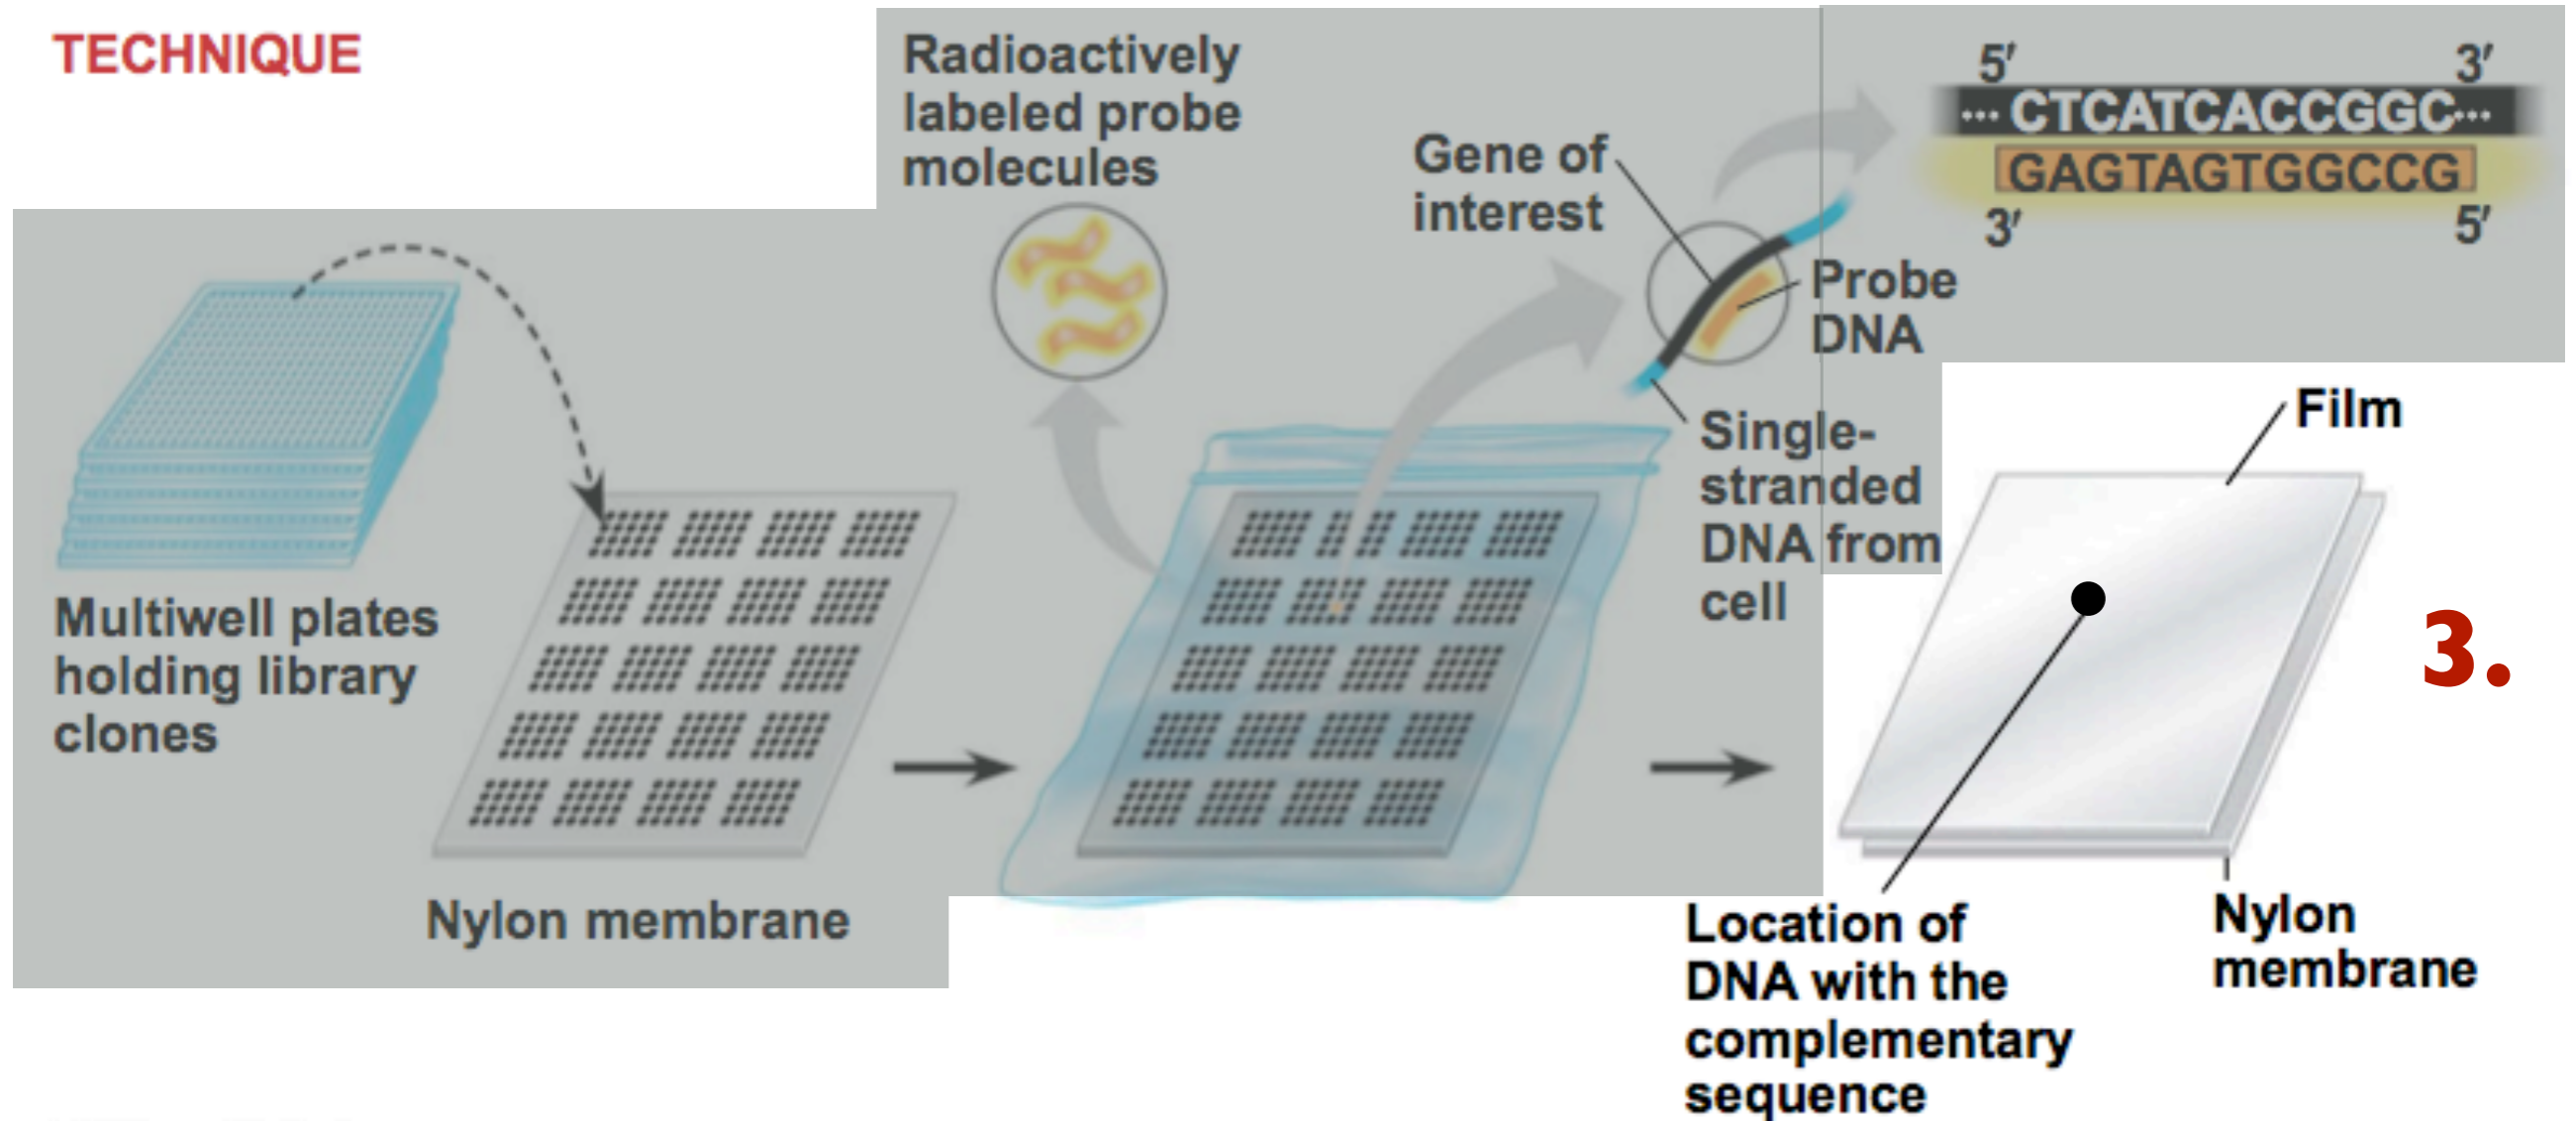 TECHNIQUE
Radioactively
labeled probe
molecules
Gene of
interest
5′ 3′
··· CTCATCACCGGC···
GAGTAGTGGCCG
3′ 5′
Probe
DNA
Single-
stranded
DNA from
cell
Film
3.
Multiwell plates
holding library
clones
Nylon membrane
Location of
DNA with the
complementary
sequence
Nylon
membrane